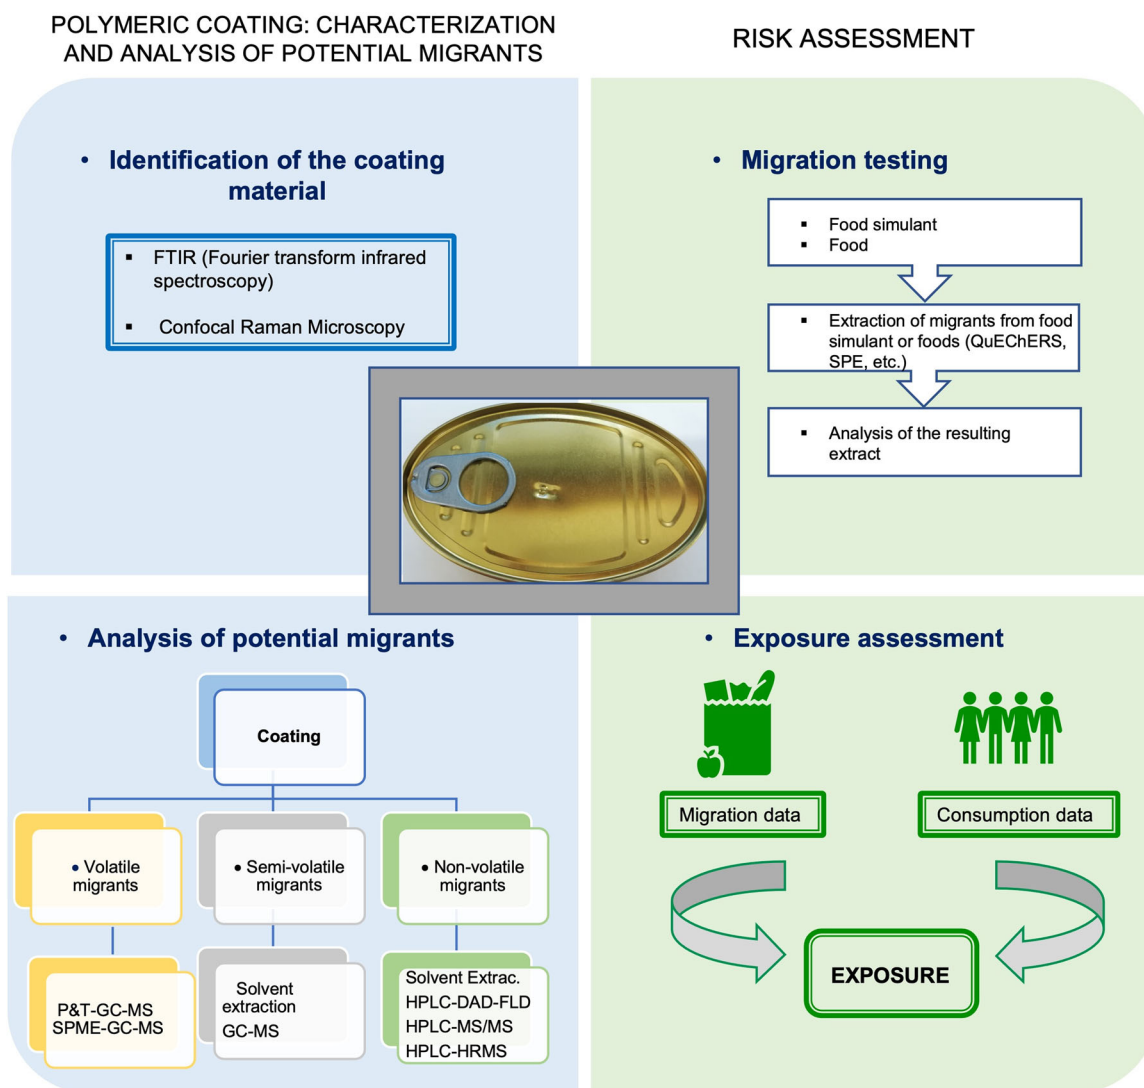 POLYMERIC COATING: CHARACTERIZATION
AND ANALYSIS OF POTENTIAL MIGRANTS
RISK ASSESSMENT
• Identification of the coating
material
▪ FTIR (Fourier transform infrared
spectroscopy)
▪ Confocal Raman Microscopy
• Migration testing
▪ Food simulant
▪ Food
▪ Extraction of migrants from food
simulant or foods (QuEChERS,
SPE, etc.)
▪ Analysis of the resulting
extract
• Analysis of potential migrants
Coating
• Volatile
migrants
• Semi-volatile
migrants
• Non-volatile
migrants
P&T-GC-MS
SPME-GC-MS
Solvent
extraction
GC-MS
Solvent Extrac.
HPLC-DAD-FLD
HPLC-MS/MS
HPLC-HRMS
• Exposure assessment
Migration data
Consumption data
EXPOSURE